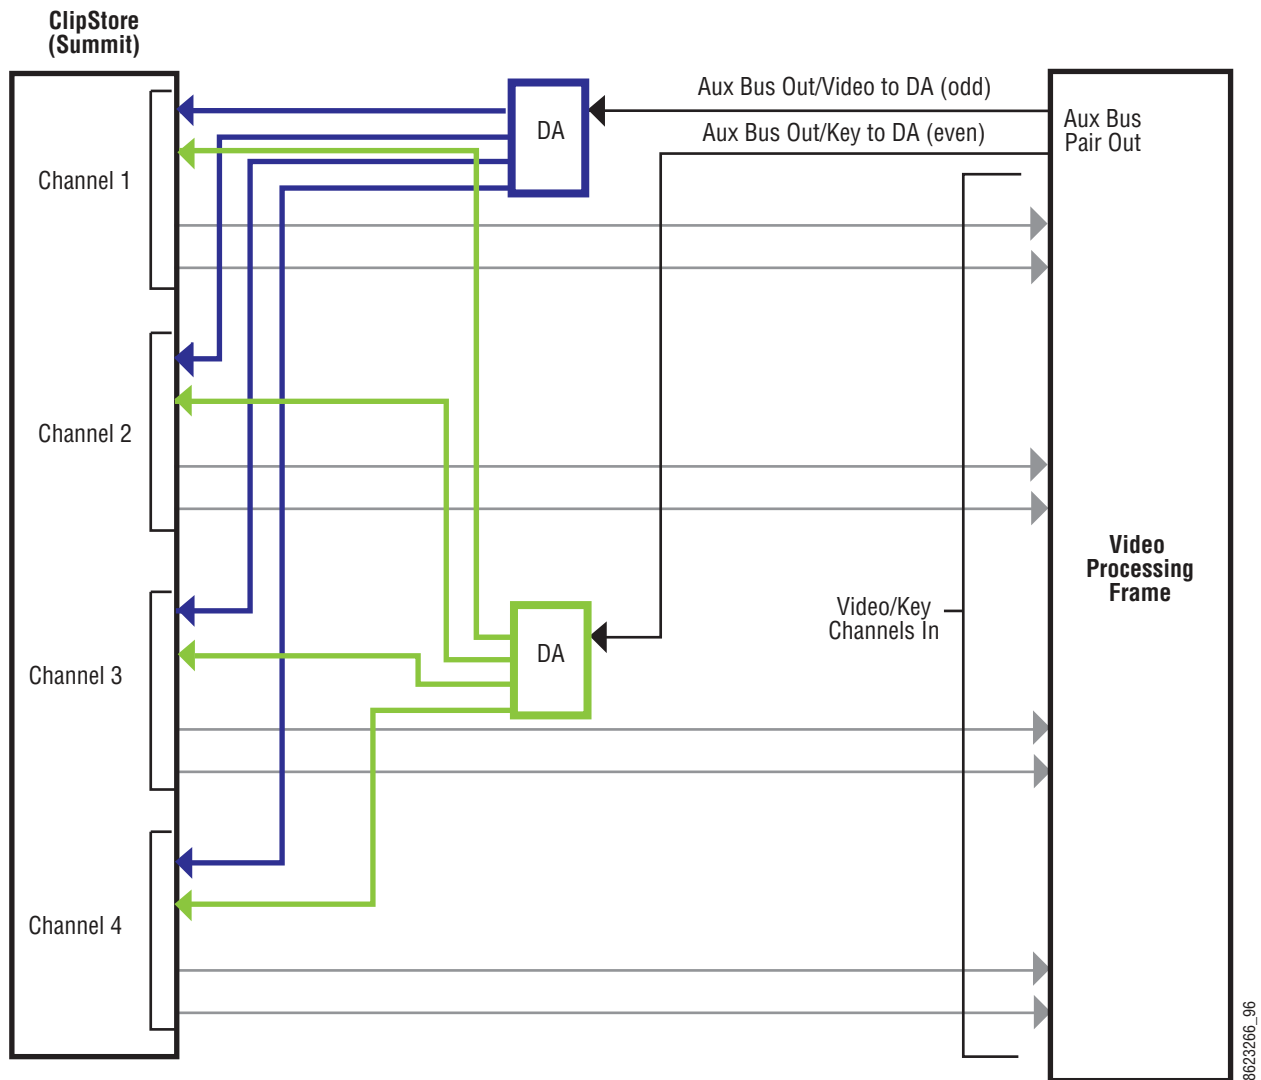 ClipStore
(Summit)
DA
Aux Bus Out/Video to DA (odd)
Aux Bus Out/Key to DA (even)
Aux Bus
Pair Out
Channel 1
Channel 2
Video
Processing
Frame
Video/Key
Channels In
DA
Channel 3
Channel 4
8623266_96